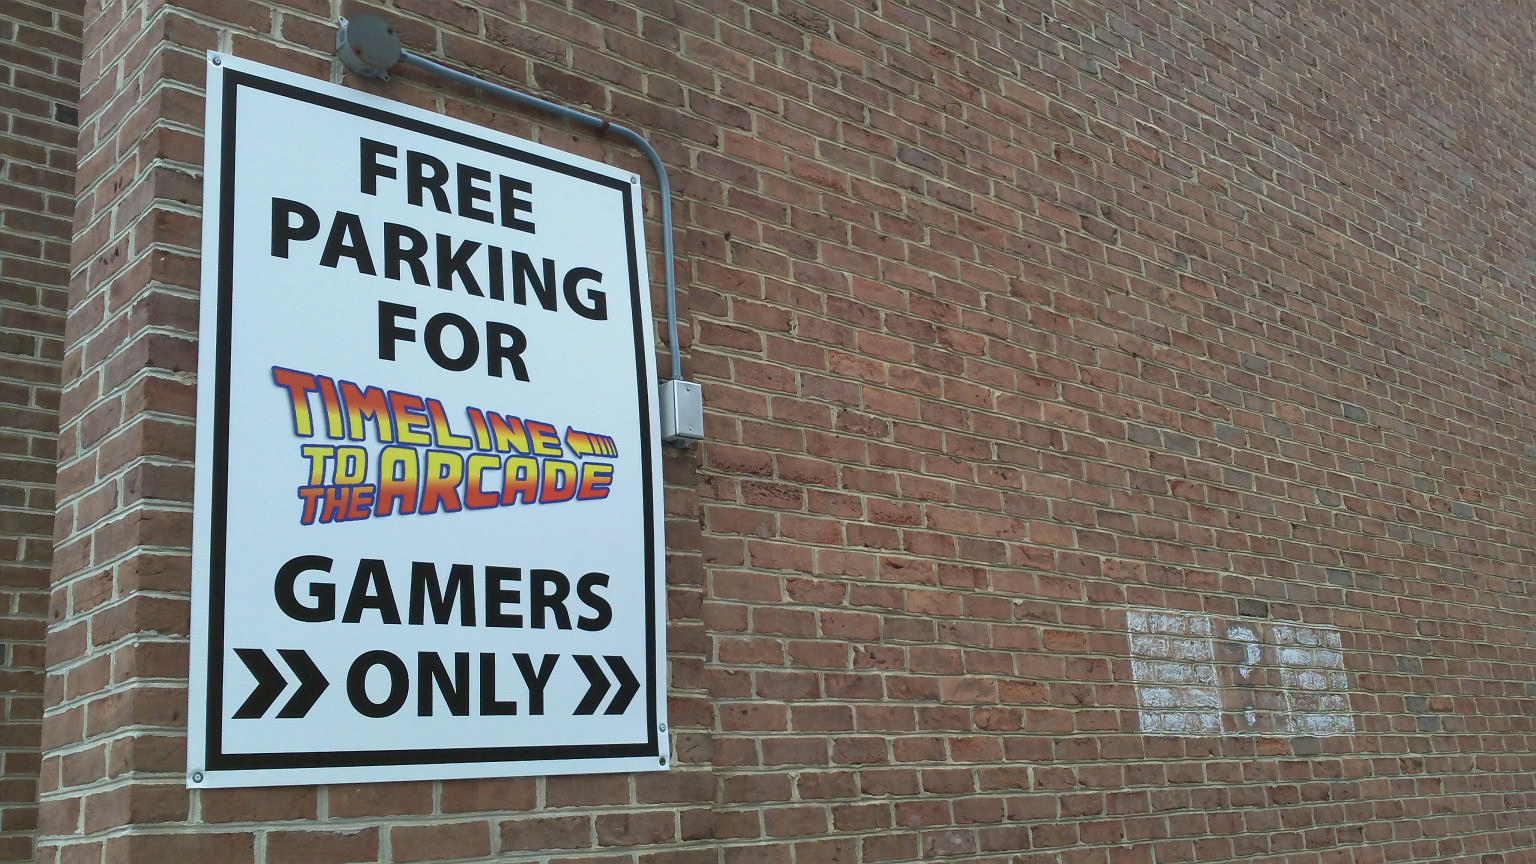 FREE
PARKING
FOR
TIMELINE
TO
THE ARCADE
GAMERS
>> ONLY >>
?